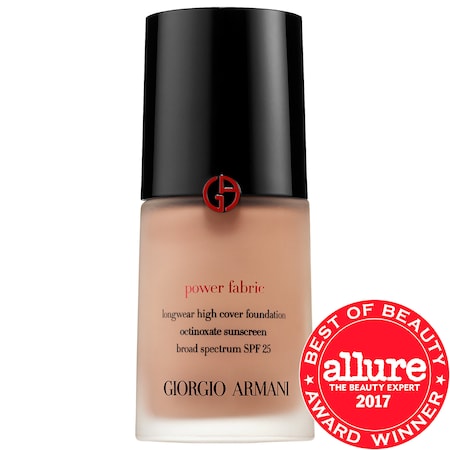 GA
power fabric
longwear high cover foundation
octinoxate sunscreen
broad spectrum SPF 25
GIORGIO ARMANI
BEST OF BEAUTY
allure
THE BEAUTY EXPERT
2017
AWARD WINNER